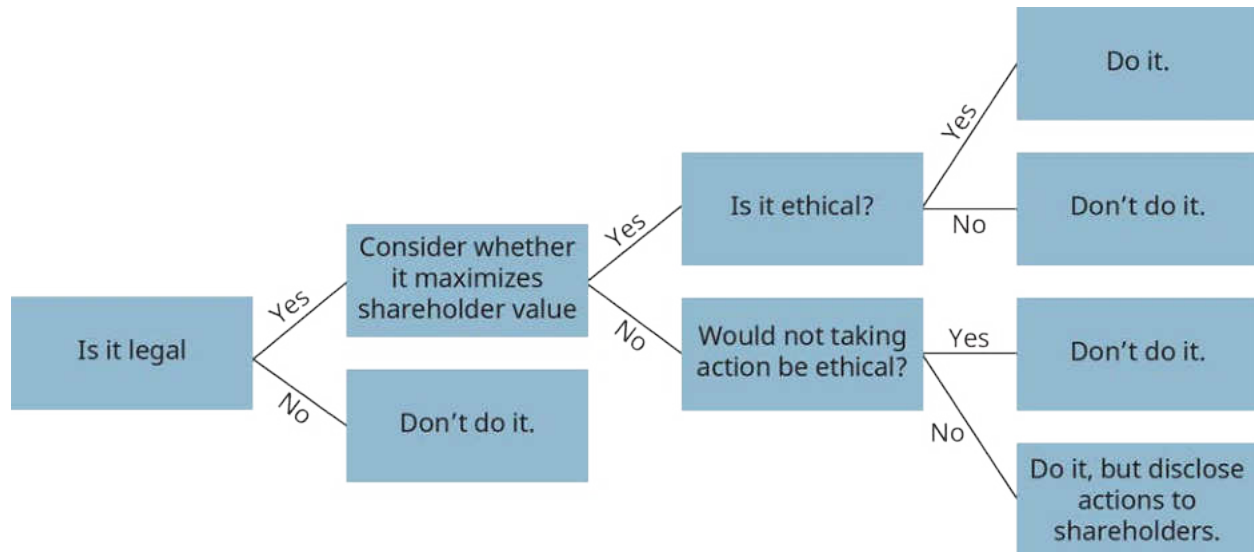 Is it legal
Yes
No
Consider whether
it maximizes
shareholder value
Don’t do it.
Yes
No
Is it ethical?
Would not taking
action be ethical?
Yes
No
Yes
No
Do it.
Don’t do it.
Don’t do it.
Do it, but disclose
actions to
shareholders.